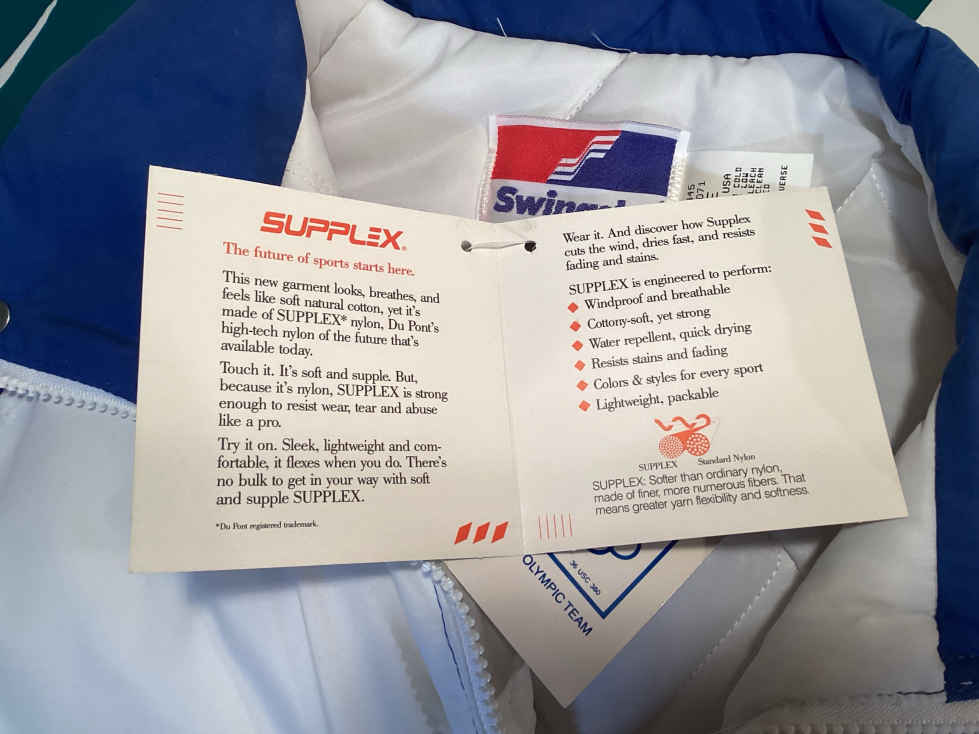 SUPPLEX®
The future of sports starts here.
This new garment looks, breathes, and
feels like soft natural cotton, yet it's
made of SUPPLEX* nylon, Du Pont's
high-tech nylon of the future that's
available today.
Touch it. It's soft and supple. But,
because it's nylon, SUPPLEX is strong
enough to resist wear, tear and abuse
like a pro.
Try it on. Sleek, lightweight and com-
fortable, it flexes when you do. There's
no bulk to get in your way with soft
and supple SUPPLEX.
*Du Pont registered trademark.
Wear it. And discover how Supplex
cuts the wind, dries fast, and resists
fading and stains.
SUPPLEX is engineered to perform:
Windproof and breathable
Cottony-soft, yet strong
Water repellent, quick drying
Resists stains and fading
Colors & styles for every sport
Lightweight, packable
SUPPLEX Standard Nylon
SUPPLEX: Softer than ordinary nylon,
made of finer, more numerous fibers. That
means greater yarn flexibility and softness.
36 USC 380
OLYMPIC TEAM
USA
COLD
LOW